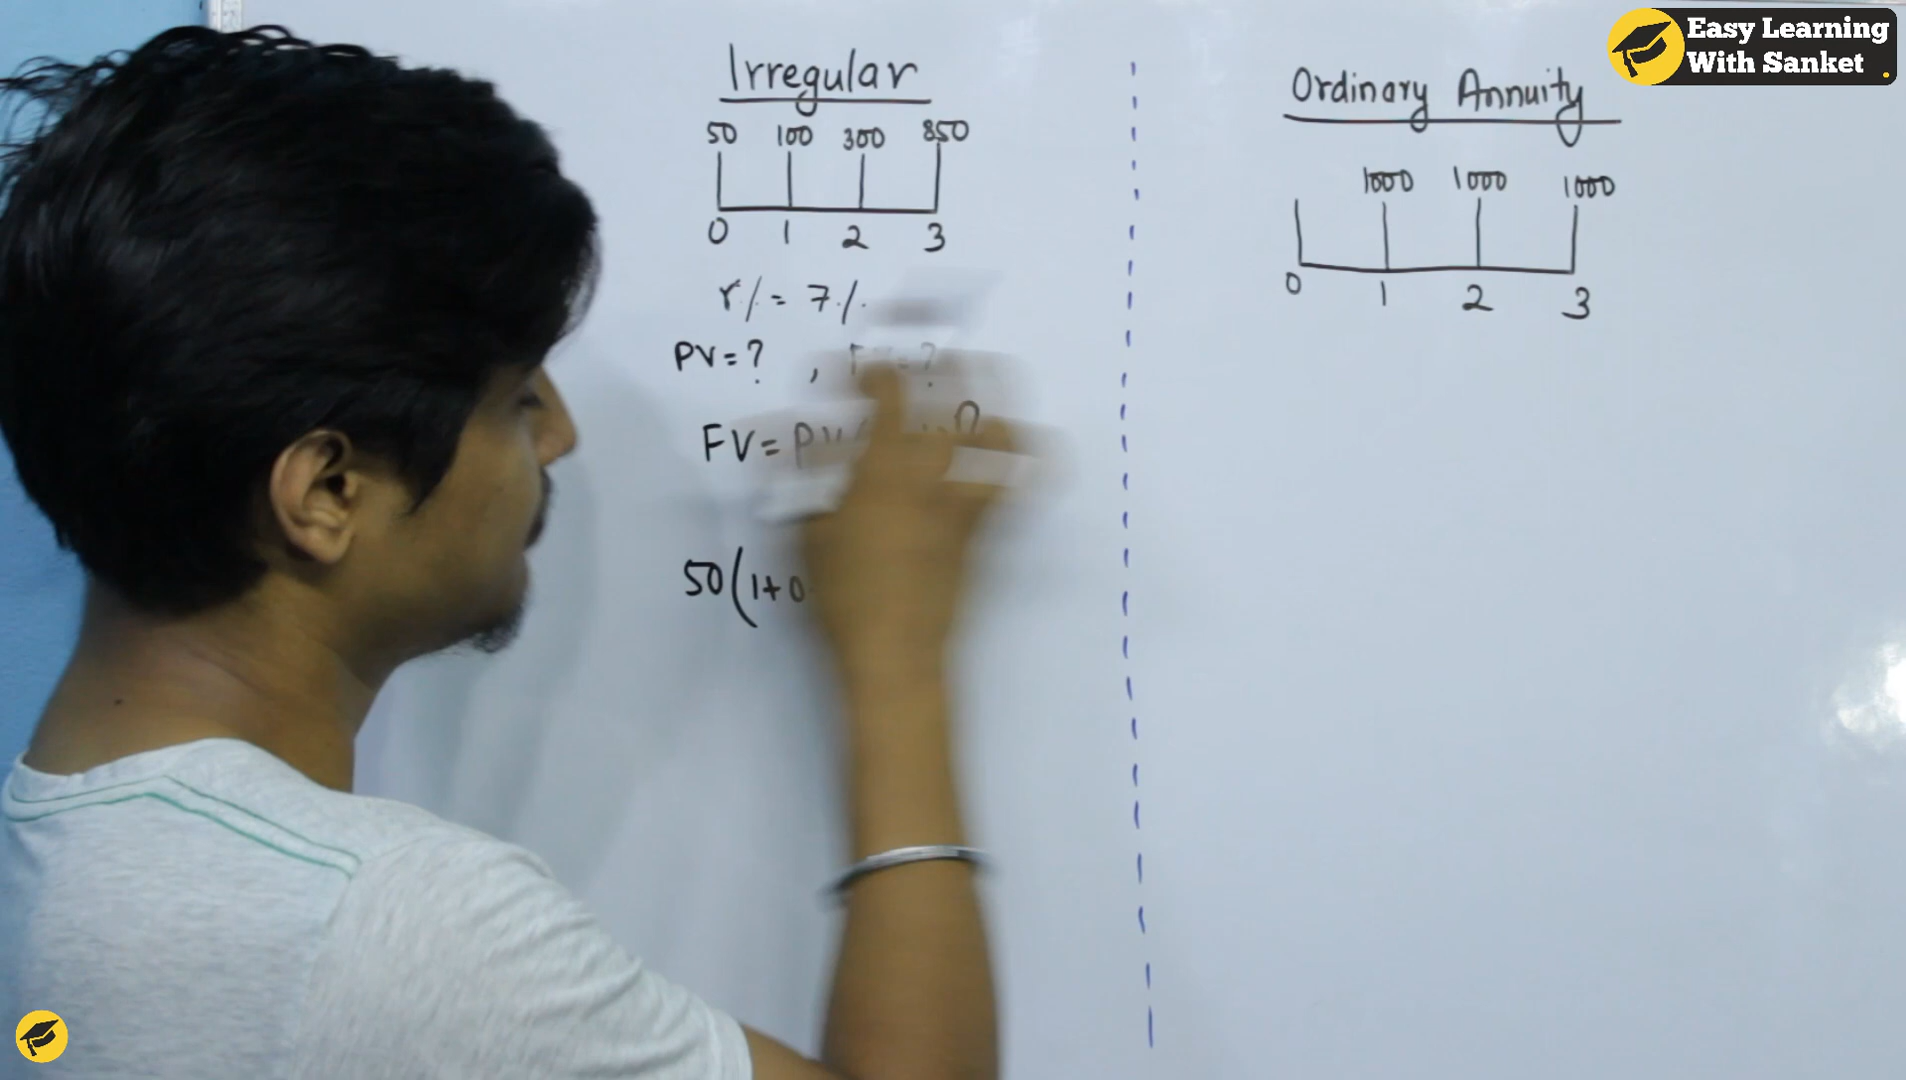 Easy Learning
With Sanket
Irregular
50 100 300 850
0 1 2 3
r% = 7%
PV = ? , = ?
FV = PV n
50(1+0
Ordinary Annuity
1000 1000 1000
0 1 2 3